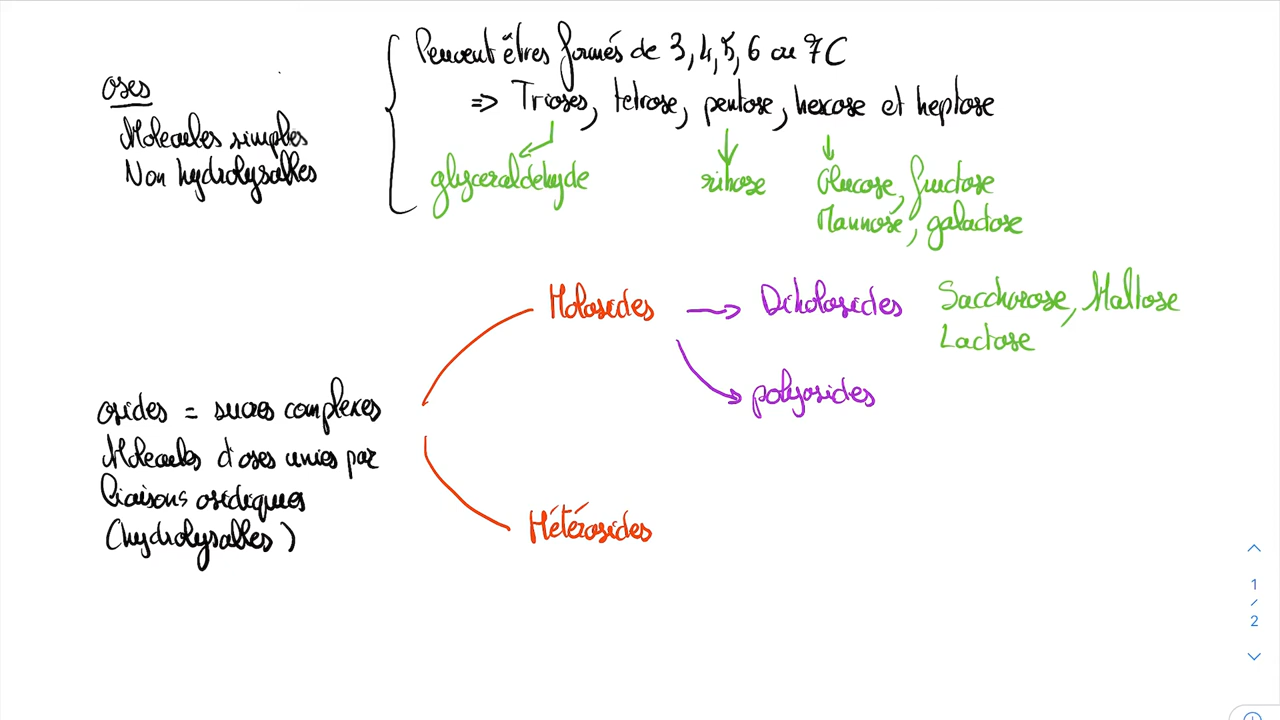 Peuvent êtres formés de 3, 4, 5, 6 ou 7C
oses
=> Trioses, tetrose, pentose, hexose et heptose
Molecules simples
Non hydrolysables
glyceraldehyde
ribose
Glucose, fructose
Mannose, galactose
Holosides
Diholosides
Saccharose, Maltose
Lactose
polyosides
osides = sucres complexes
Molecules d'oses unies par
liaisons osidiques
(hydrolysables)
Hétérosides
1
/
2